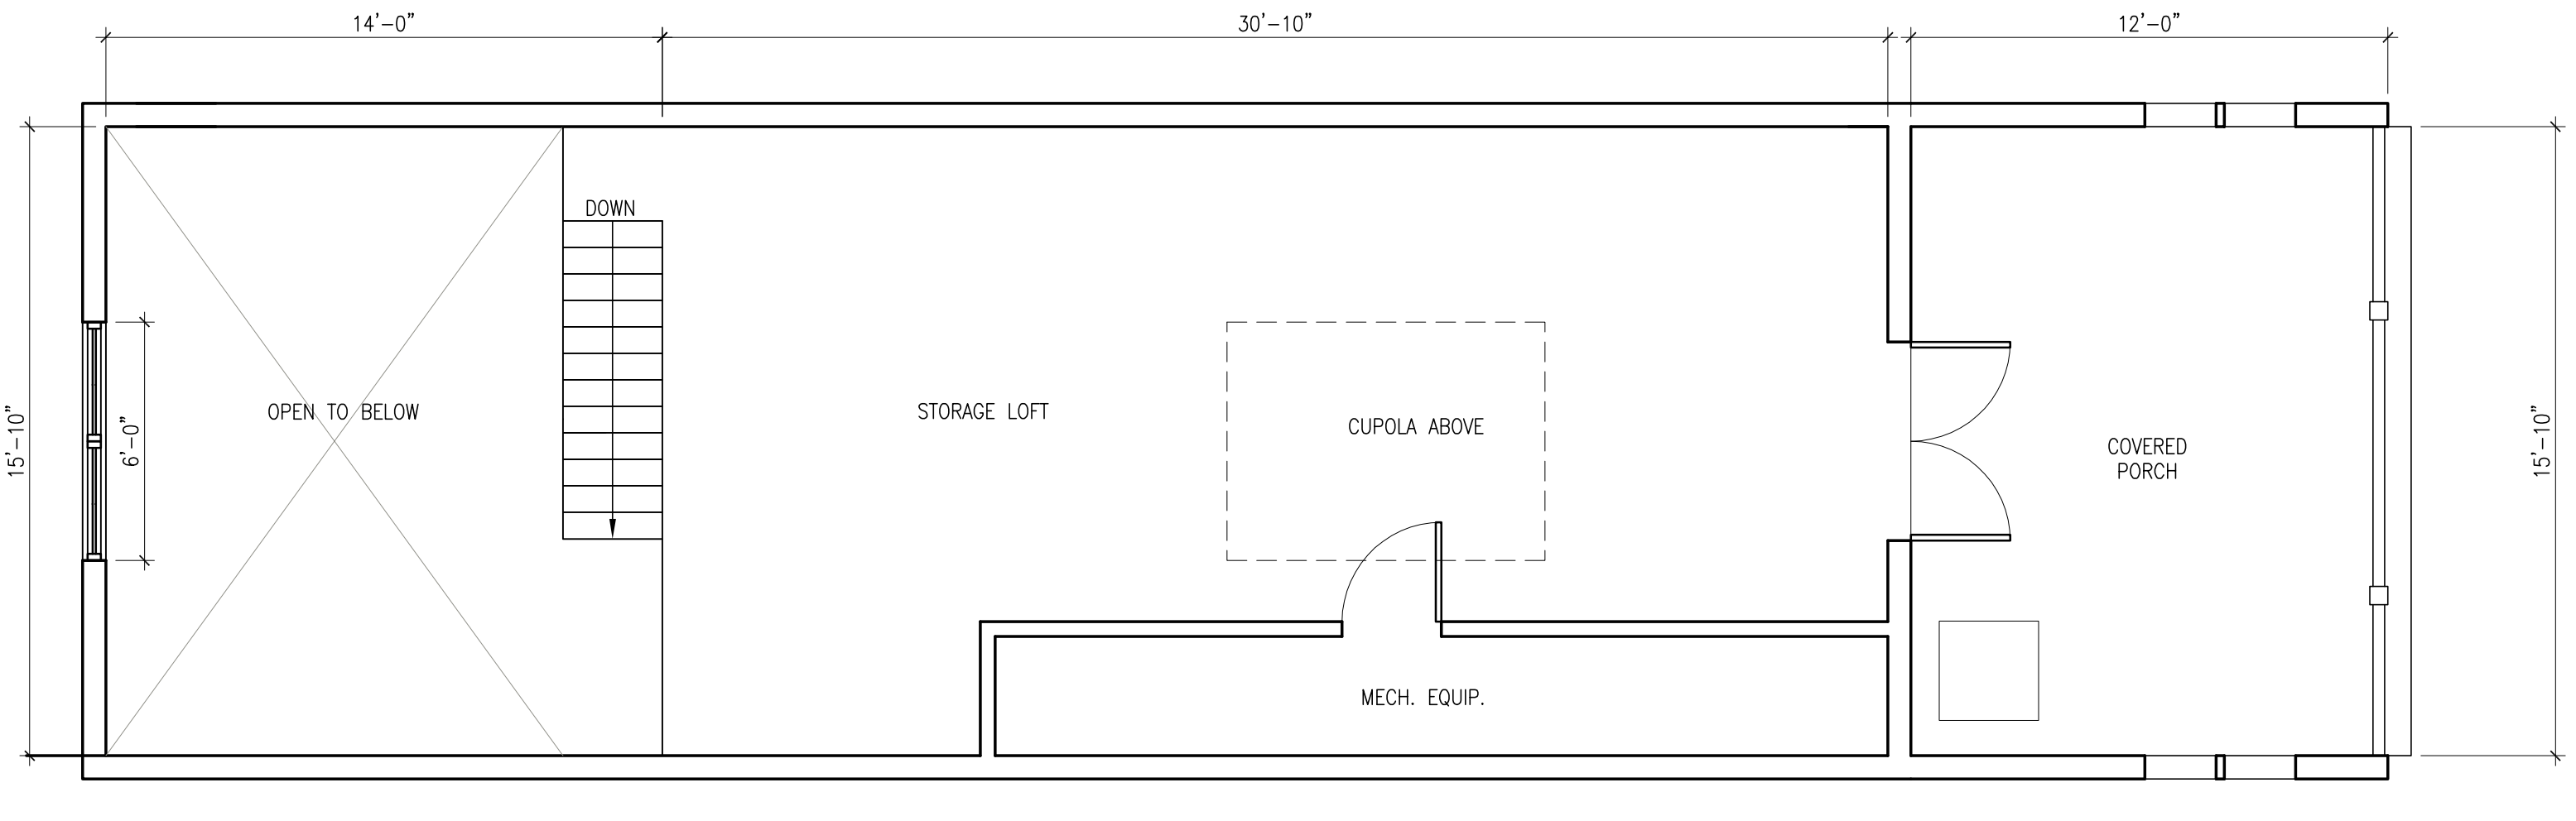 14'-0"
30'-10"
12'-0"
DOWN
15'-10"
6'-0"
OPEN TO BELOW
STORAGE LOFT
CUPOLA ABOVE
COVERED
PORCH
15'-10"
MECH. EQUIP.